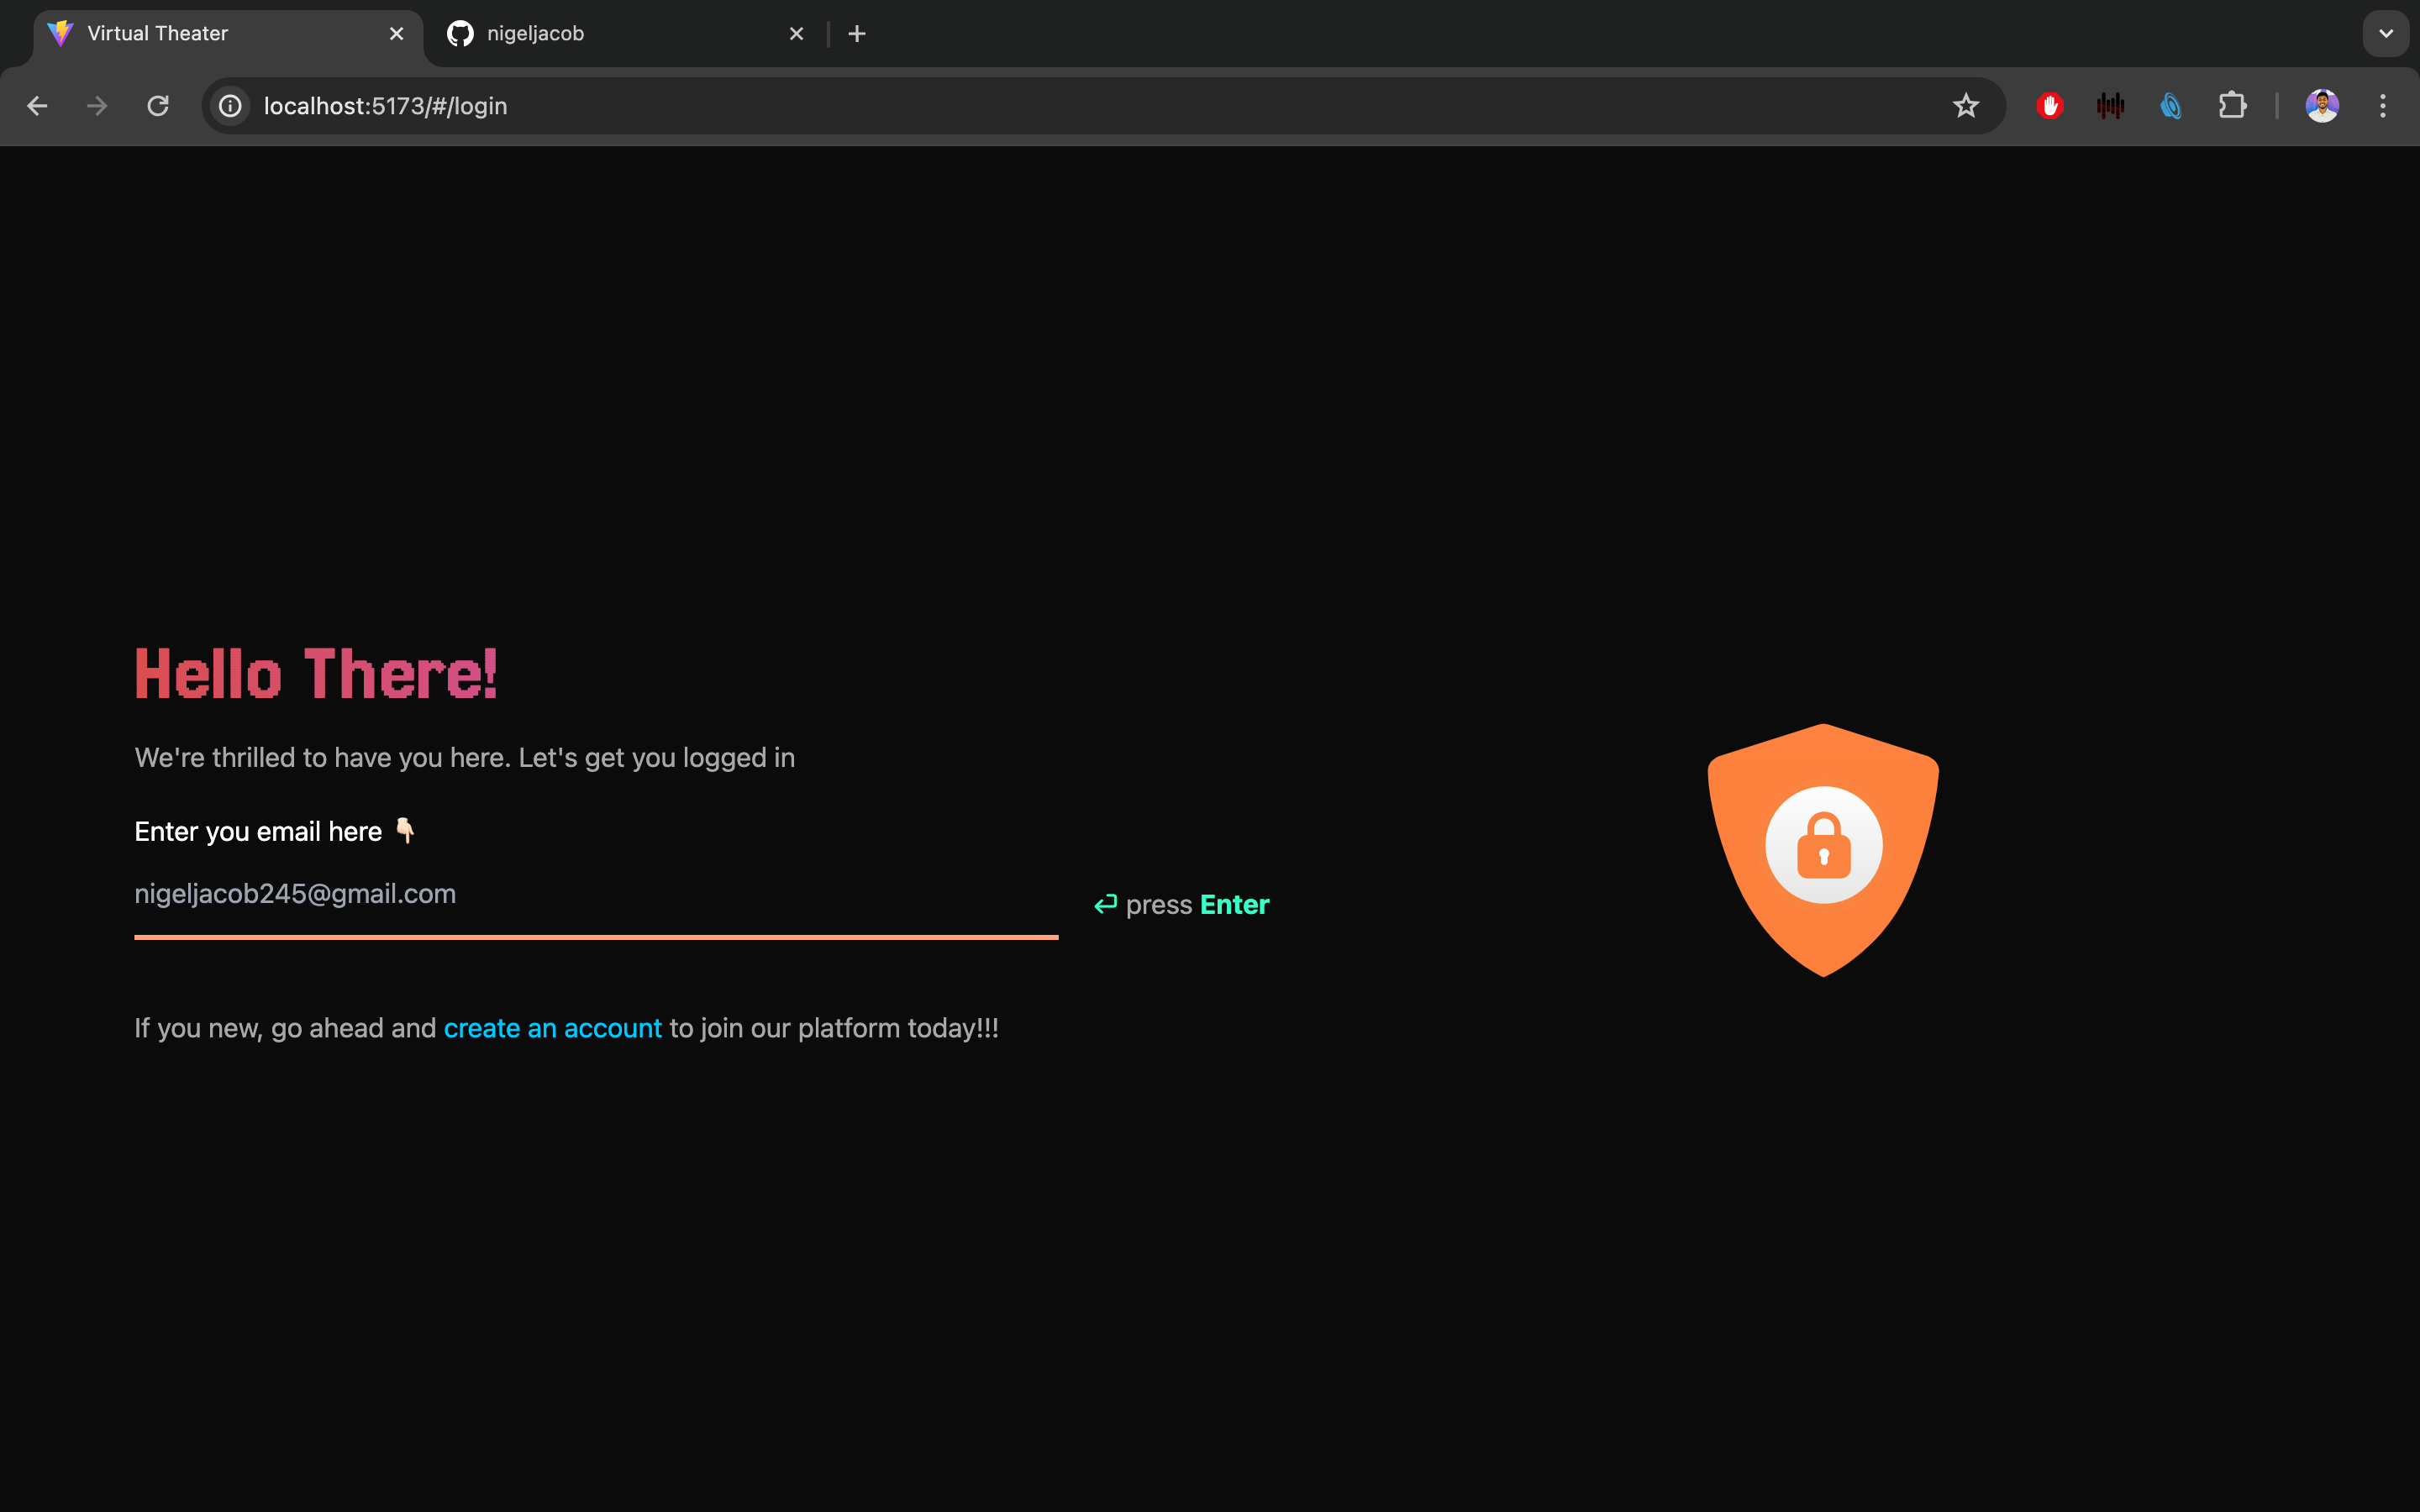 Virtual Theater
nigeljacob
localhost:5173/#/login
Hello There!
We're thrilled to have you here. Let's get you logged in
Enter you email here 👇🏻
nigeljacob245@gmail.com
press Enter
If you new, go ahead and create an account to join our platform today!!!